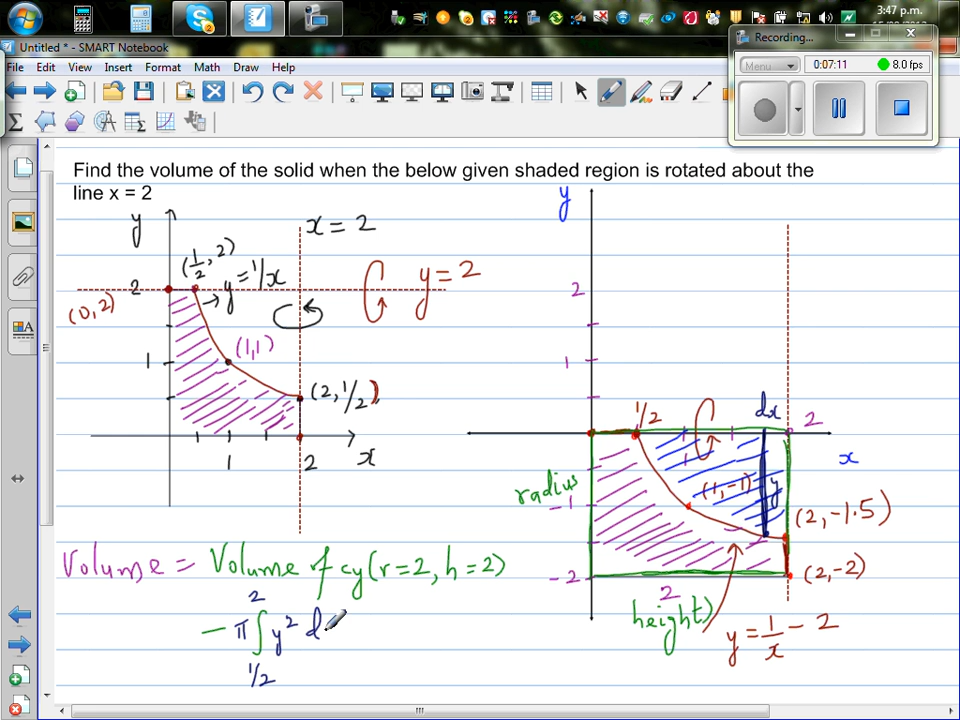 3:47 p.m.
Untitled * - SMART Notebook
Recording...
File Edit View Insert Format Math Draw Help
Menu
0:07:11
8.0 fps
Find the volume of the solid when the below given shaded region is rotated about the
line x = 2
y
x = 2
y
(1/2, 2)
2
y = 1/x
y = 2
2
(0, 2)
1
(1,1)
1
(2, 1/2)
1/2
dx
2
1
2
x
x
radius
(1, -1)
y
-1
(2, -1.5)
Volume = Volume of cy(r=2, h=2)
-2
(2, -2)
2
height)
- π∫ y² d
2
1/2
y = 1/x - 2